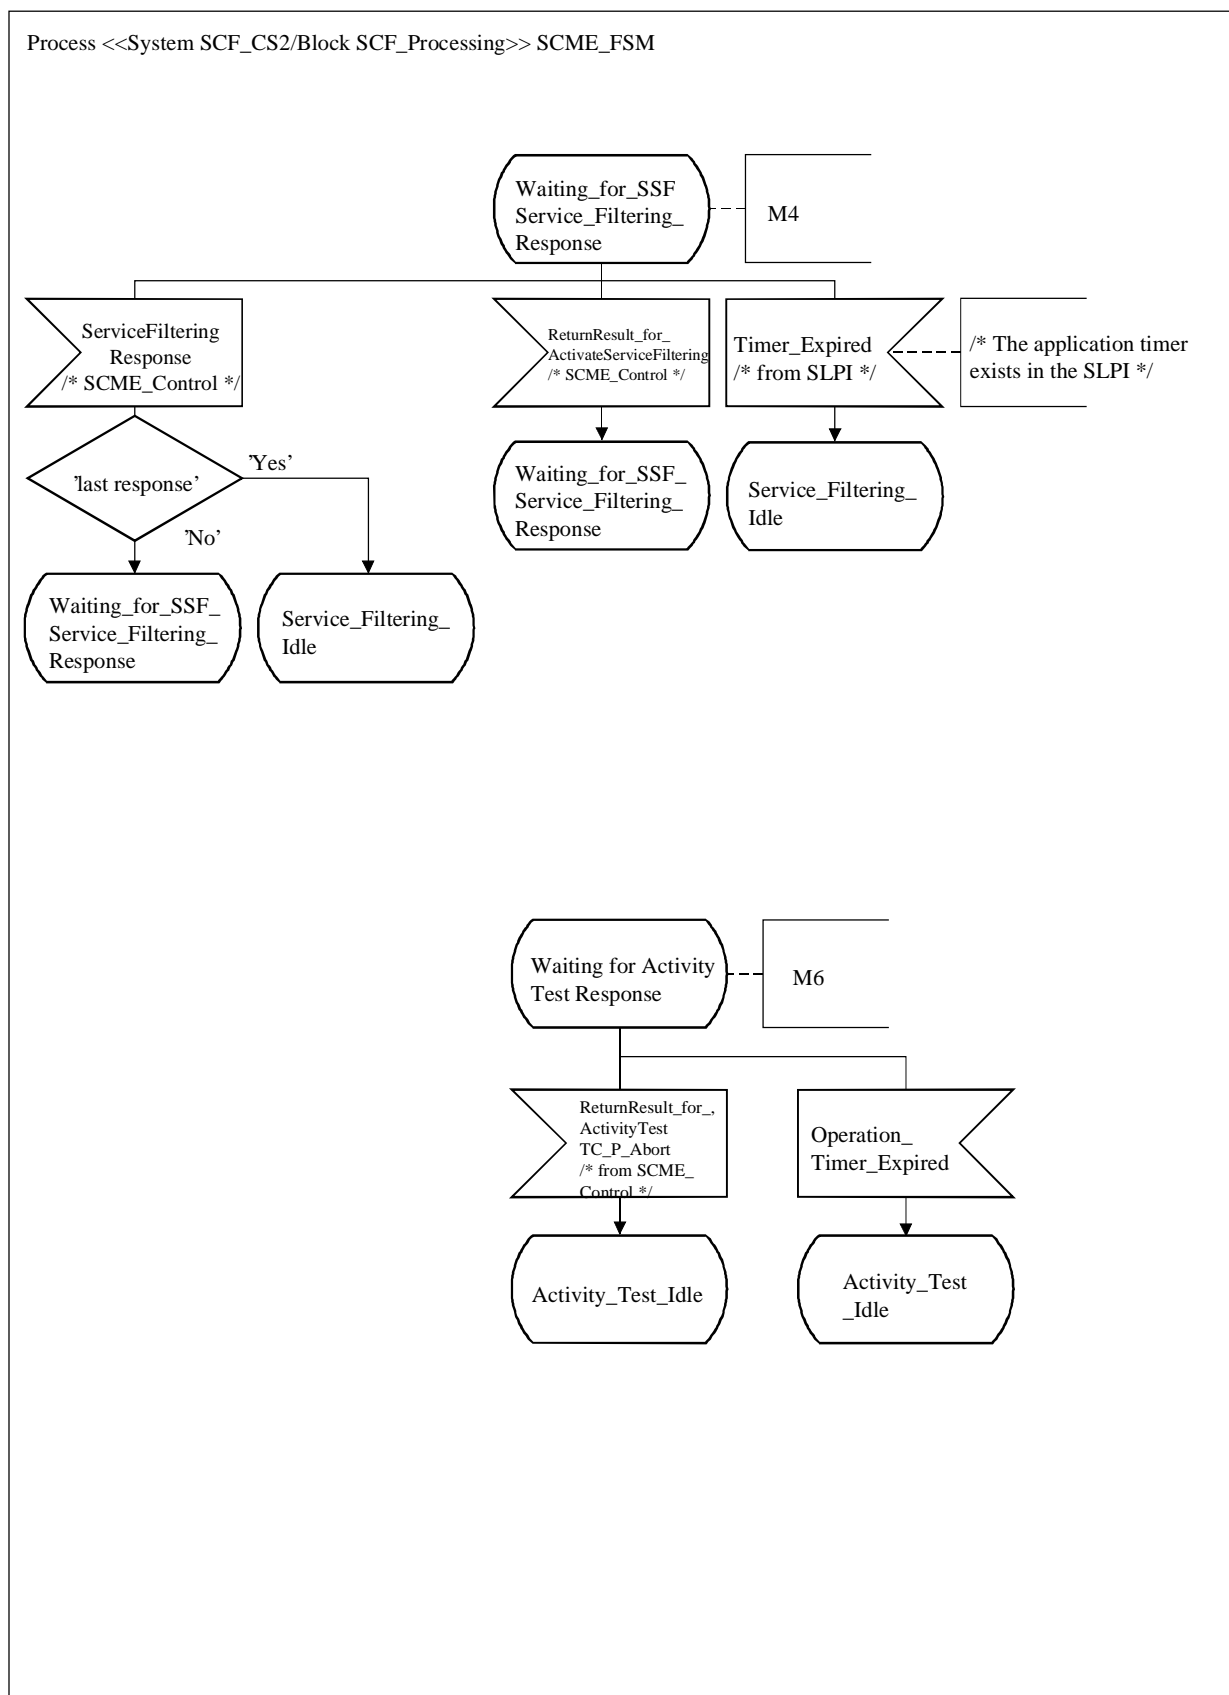 Process <<System SCF_CS2/Block SCF_Processing>> SCME_FSM
Waiting_for_SSF
Service_Filtering_
Response
M4
ServiceFiltering
Response
/* SCME_Control */
ReturnResult_for_
ActivateServiceFiltering
/* SCME_Control */
Timer_Expired
/* from SLPI */
/* The application timer
exists in the SLPI */
'last response'
'Yes'
'No'
Waiting_for_SSF_
Service_Filtering_
Response
Service_Filtering_
Idle
Waiting_for_SSF_
Service_Filtering_
Response
Service_Filtering_
Idle
Waiting for Activity
Test Response
M6
ReturnResult_for_,
ActivityTest
TC_P_Abort
/* from SCME_
Control */
Operation_
Timer_Expired
Activity_Test_Idle
Activity_Test
_Idle